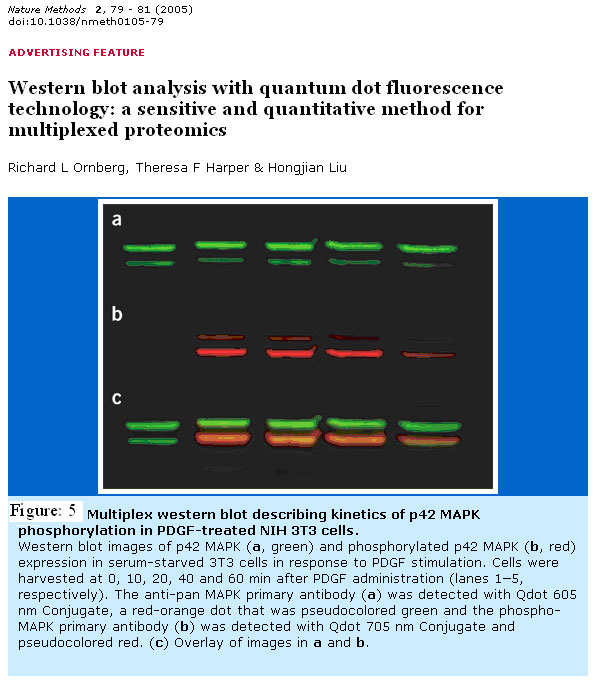 Nature Methods 2, 79 - 81 (2005)
doi:10.1038/nmeth0105-79
ADVERTISING FEATURE
Western blot analysis with quantum dot fluorescence
technology: a sensitive and quantitative method for
multiplexed proteomics
Richard L Ornberg, Theresa F Harper & Hongjian Liu
a
b
c
Figure: 5 Multiplex western blot describing kinetics of p42 MAPK
phosphorylation in PDGF-treated NIH 3T3 cells.
Western blot images of p42 MAPK (a, green) and phosphorylated p42 MAPK (b, red)
expression in serum-starved 3T3 cells in response to PDGF stimulation. Cells were
harvested at 0, 10, 20, 40 and 60 min after PDGF administration (lanes 1–5,
respectively). The anti-pan MAPK primary antibody (a) was detected with Qdot 605
nm Conjugate, a red-orange dot that was pseudocolored green and the phospho-
MAPK primary antibody (b) was detected with Qdot 705 nm Conjugate and
pseudocolored red. (c) Overlay of images in a and b.